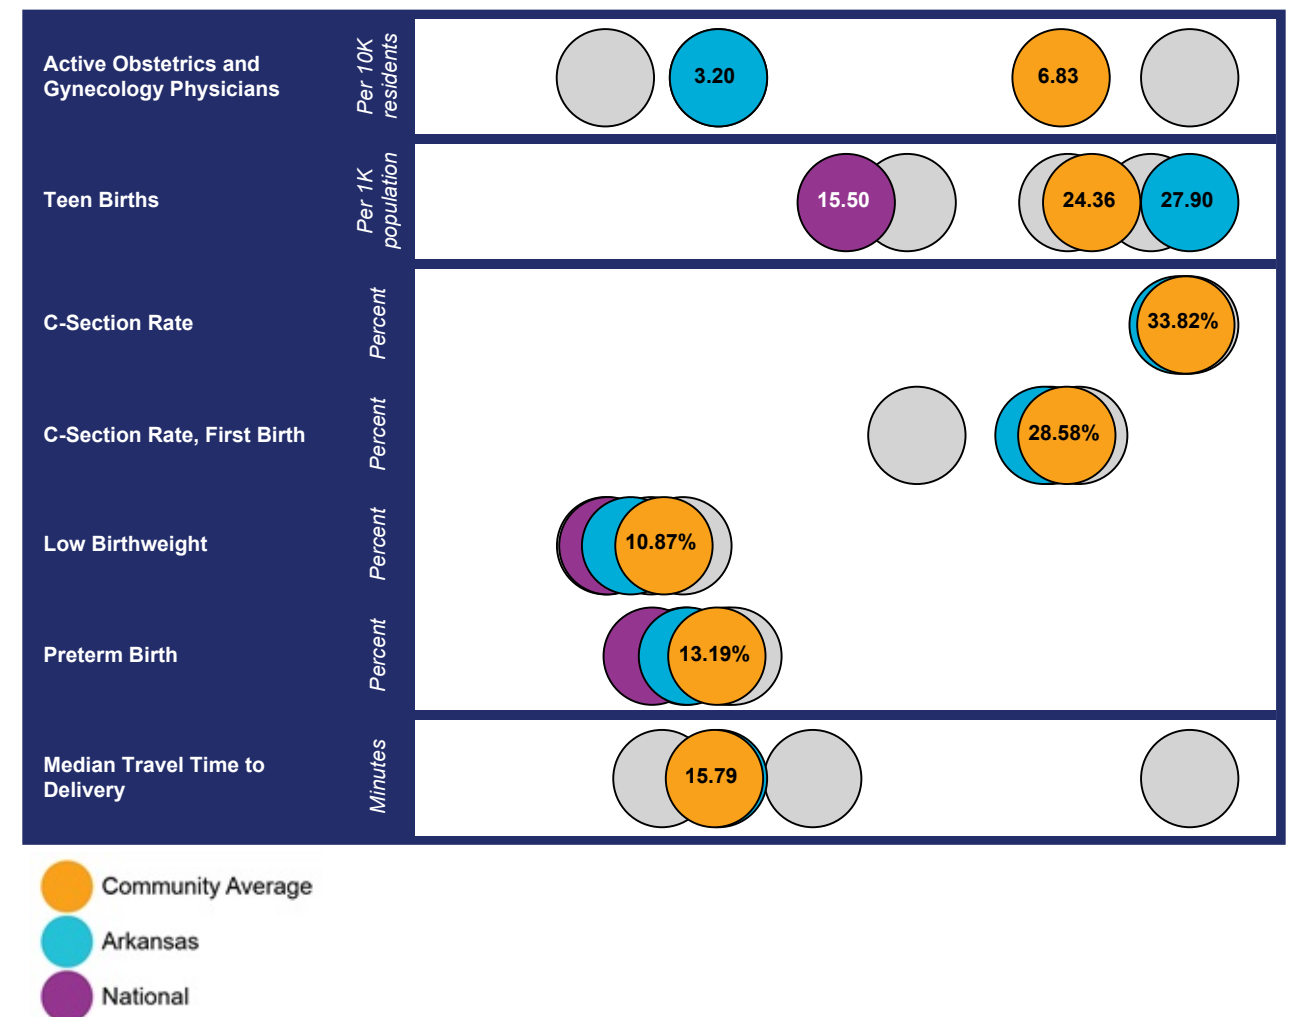 Active Obstetrics and
Gynecology Physicians
Per 10K
residents
3.20
6.83
Teen Births
Per 1K
population
15.50
24.36
27.90
C-Section Rate
Percent
33.82%
C-Section Rate, First Birth
Percent
28.58%
Low Birthweight
Percent
10.87%
Preterm Birth
Percent
13.19%
Median Travel Time to
Delivery
Minutes
15.79
Community Average
Arkansas
National